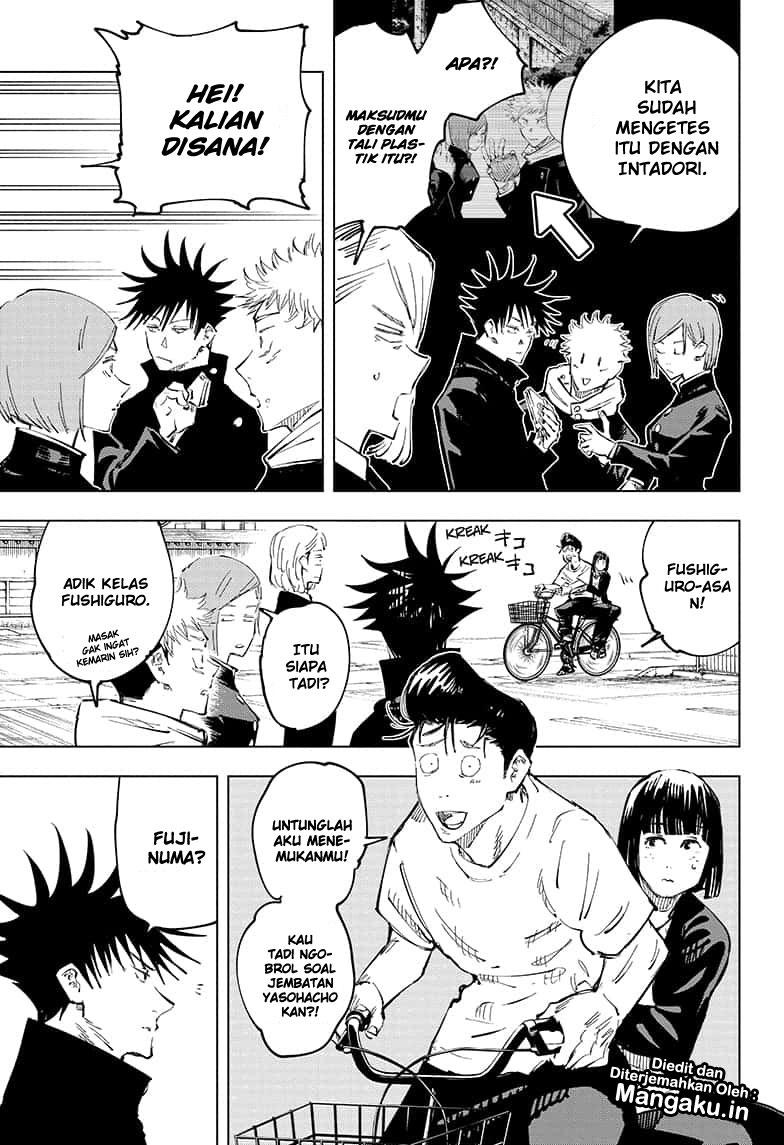 KITA
SUDAH
MENGETES
ITU DENGAN
INTADORI.
APA?!
MAKSUDMU
DENGAN
TALI PLAS-
TIK ITU?!
HEI!
KALIAN
DISANA!
FUSHIG-
URO-ASA
N!
KREAK キコ
KREAK キコ
ITU
SIAPA
TADI?
ADIK KELAS
FUSHIGURO.
MASAK
GAK INGAT
KEMARIN SIH?
UNTUNGLAH
AKU MENE-
MUKANMU!
KAU
TADI NGO-
BROL SOAL
JEMBATAN
YASOHACHO
KAN?!
FUJI-
NUMA?
Diedit dan
Diterjemahkan Oleh :
Mangaku.in